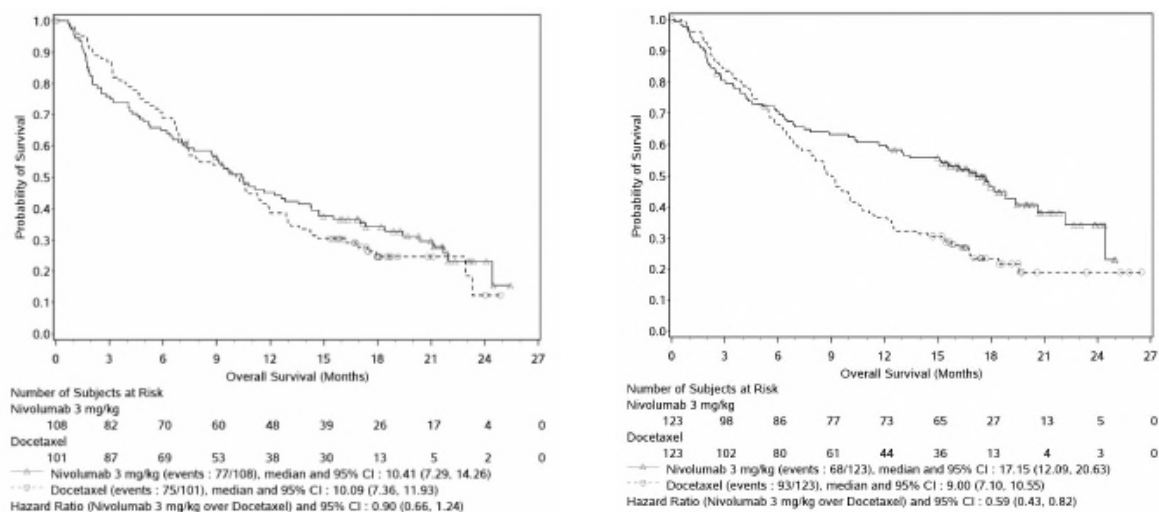 1.0
0.9
0.8
0.7
0.6
0.5
0.4
0.3
0.2
0.1
0.0
Probability of Survival
0 3 6 9 12 15 18 21 24 27
Overall Survival (Months)
Number of Subjects at Risk
Nivolumab 3 mg/kg
108 82 70 60 48 39 26 17 4 0
Docetaxel
101 87 69 53 38 30 13 5 2 0
Nivolumab 3 mg/kg (events : 77/108), median and 95% CI : 10.41 (7.29, 14.26)
Docetaxel (events : 75/101), median and 95% CI : 10.09 (7.36, 11.93)
Hazard Ratio (Nivolumab 3 mg/kg over Docetaxel) and 95% CI : 0.90 (0.66, 1.24)
1.0
0.9
0.8
0.7
0.6
0.5
0.4
0.3
0.2
0.1
0.0
Probability of Survival
0 3 6 9 12 15 18 21 24 27
Overall Survival (Months)
Number of Subjects at Risk
Nivolumab 3 mg/kg
123 98 86 77 73 65 27 13 5 0
Docetaxel
123 102 80 61 44 36 13 4 3 0
Nivolumab 3 mg/kg (events : 68/123), median and 95% CI : 17.15 (12.09, 20.63)
Docetaxel (events : 93/123), median and 95% CI : 9.00 (7.10, 10.55)
Hazard Ratio (Nivolumab 3 mg/kg over Docetaxel) and 95% CI : 0.59 (0.43, 0.82)